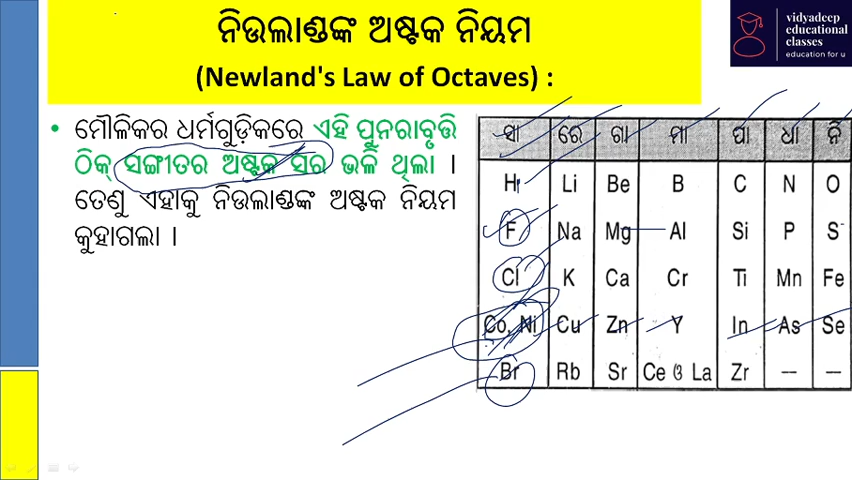 ନିଉଲାଣ୍ଡଙ୍କ ଅଷ୍ଟକ ନିୟମ
(Newland's Law of Octaves) :
vidyadeep
educational
classes
education for u
• ମୌଳିକର ଧର୍ମଗୁଡ଼ିକରେ ଏହି ପୁନରାବୃତ୍ତି
ଠିକ୍ ସଙ୍ଗୀତର ଅଷ୍ଟକ ସ୍ୱର ଭଳି ଥିଲା ।
ତେଣୁ ଏହାକୁ ନିଉଲାଣ୍ଡଙ୍କ ଅଷ୍ଟକ ନିୟମ
କୁହାଗଲା ।
ସା ରେ ଗା ମା ପା ଧା ନି
H Li Be B C N O
F Na Mg Al Si P S
Cl K Ca Cr Ti Mn Fe
Co, Ni Cu Zn Y In As Se
Br Rb Sr Ce ଓ La Zr — —